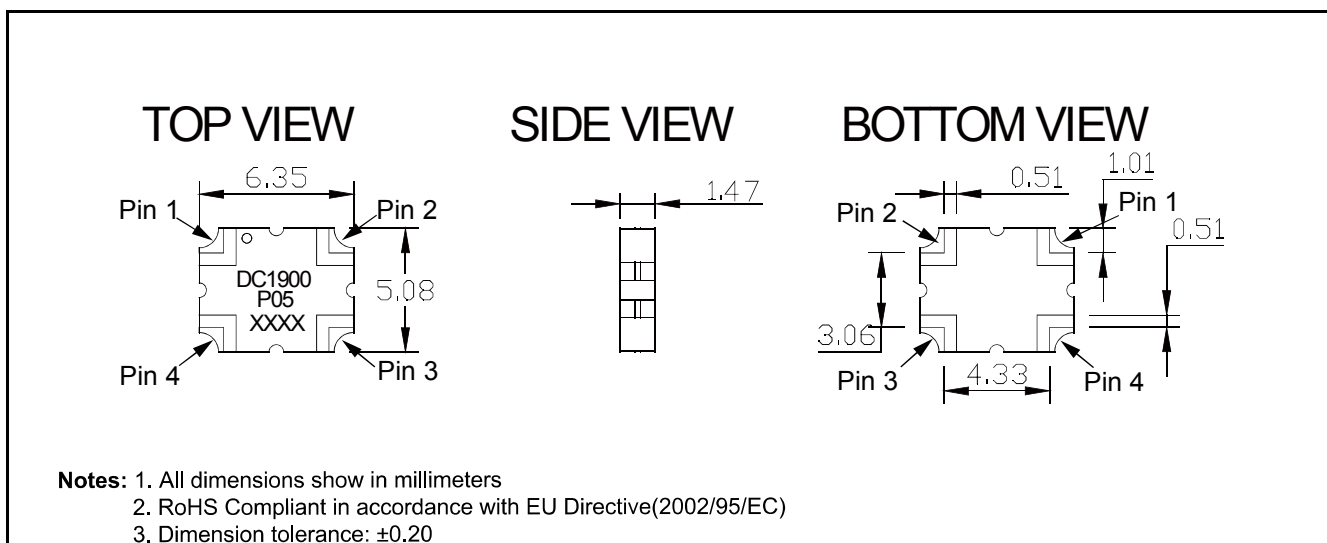 TOP VIEW
SIDE VIEW
BOTTOM VIEW
6.35
Pin 1
Pin 2
DC1900
P05
XXXX
5.08
Pin 4
Pin 3
1.47
0.51
1.01
Pin 2
Pin 1
0.51
3.06
Pin 3
4.33
Pin 4
Notes: 1. All dimensions show in millimeters
2. RoHS Compliant in accordance with EU Directive(2002/95/EC)
3. Dimension tolerance: ±0.20